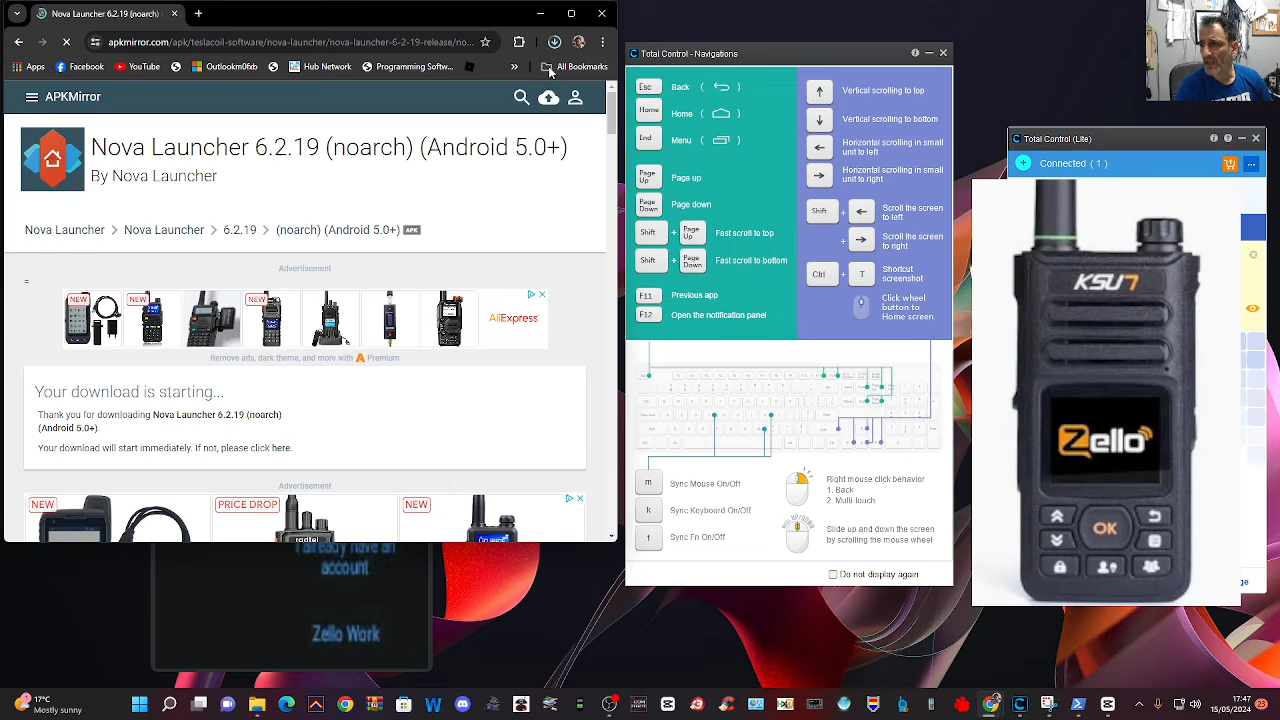 Nova Launcher 6.2.19 (noarch) (
apkmirror.com/apk/teslacoil-software/nova-launcher/nova-launcher-6-2-19-release/no...
Apps
Facebook
YouTube
Hub Network
Programming Softw...
All Bookmarks
APKMirror
Nova Launcher 6.2.19 (noarch) (Android 5.0+)
By Nova Launcher
Nova Launcher > Nova Launcher > 6.2.19 > (noarch) (Android 5.0+) APK
Advertisement
NEW
NEW
NEW
AliExpress
Remove ads, dark theme, and more with Premium
Your download is starting...
Thank you for downloading Nova Launcher 6.2.19 (noarch)
(Android 5.0+).
Your download will start immediately. If not, please click here.
Advertisement
NEW
PRICE DROP
NEW
I already have an
account
Zello Work
Total Control - Navigations
Esc Back ( )
Home Home ( )
End Menu ( )
Page Up Page up
Page Down Page down
Shift + Page Up Fast scroll to top
Shift + Page Down Fast scroll to bottom
F11 Previous app
F12 Open the notification panel
Vertical scrolling to top
Vertical scrolling to bottom
Horizontal scrolling in small
unit to left
Horizontal scrolling in small
unit to right
Shift + Scroll the screen
to left
+ Scroll the screen
to right
Ctrl + T Shortcut
screenshot
Click wheel
button to
Home screen
m Sync Mouse On/Off
k Sync Keyboard On/Off
f Sync Fn On/Off
Right mouse click behavior
1. Back
2. Multi-touch
Slide up and down the screen
by scrolling the mouse wheel
Do not display again
Total Control (Lite)
Connected ( 1 )
KSUT
Zello
OK
17°C
Mostly sunny
17:47
15/05/2024
23